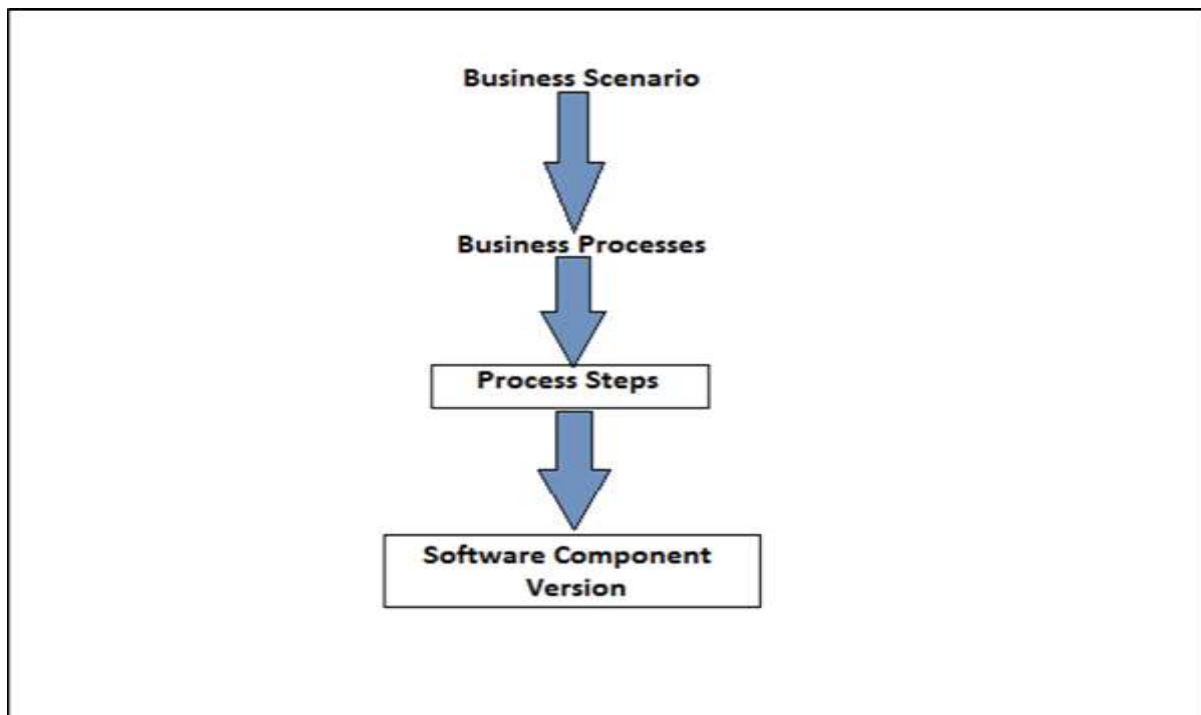 Business Scenario
Business Processes
Process Steps
Software Component
Version